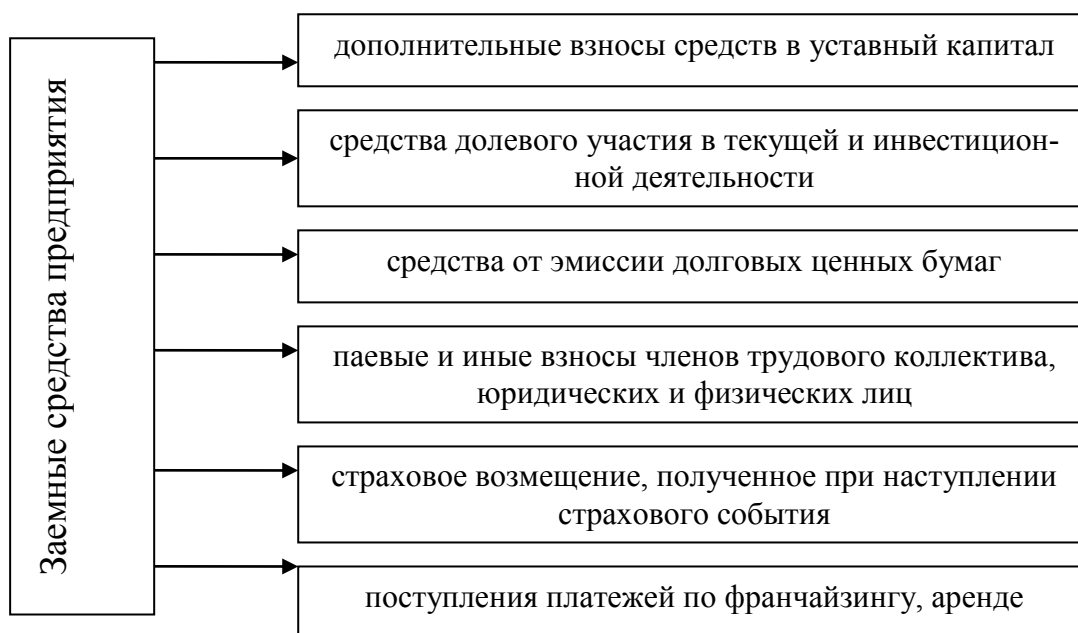 Заемные средства предприятия
дополнительные взносы средств в уставный капитал
средства долевого участия в текущей и инвестицион-
ной деятельности
средства от эмиссии долговых ценных бумаг
паевые и иные взносы членов трудового коллектива,
юридических и физических лиц
страховое возмещение, полученное при наступлении
страхового события
поступления платежей по франчайзингу, аренде